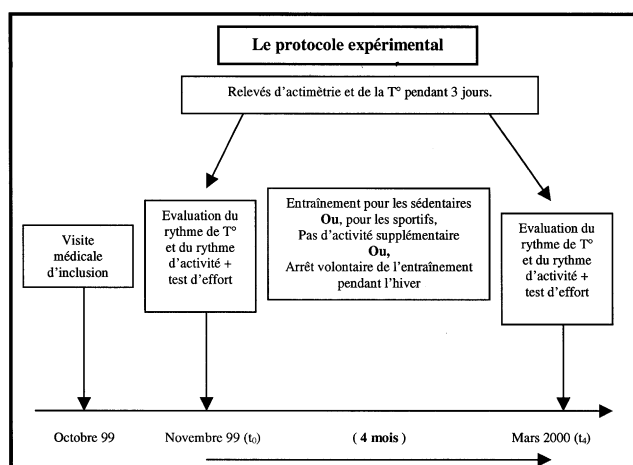 Le protocole expérimental
Relevés d'actimètrie et de la T° pendant 3 jours.
Visite
médicale
d'inclusion
Evaluation du
rythme de T°
et du rythme
d'activité +
test d'effort
Entraînement pour les sédentaires
Ou, pour les sportifs,
Pas d'activité supplémentaire
Ou,
Arrêt volontaire de l'entraînement
pendant l'hiver
Evaluation du
rythme de T°
et du rythme
d'activité +
test d'effort
Octobre 99 Novembre 99 (t0) ( 4 mois ) Mars 2000 (t4)